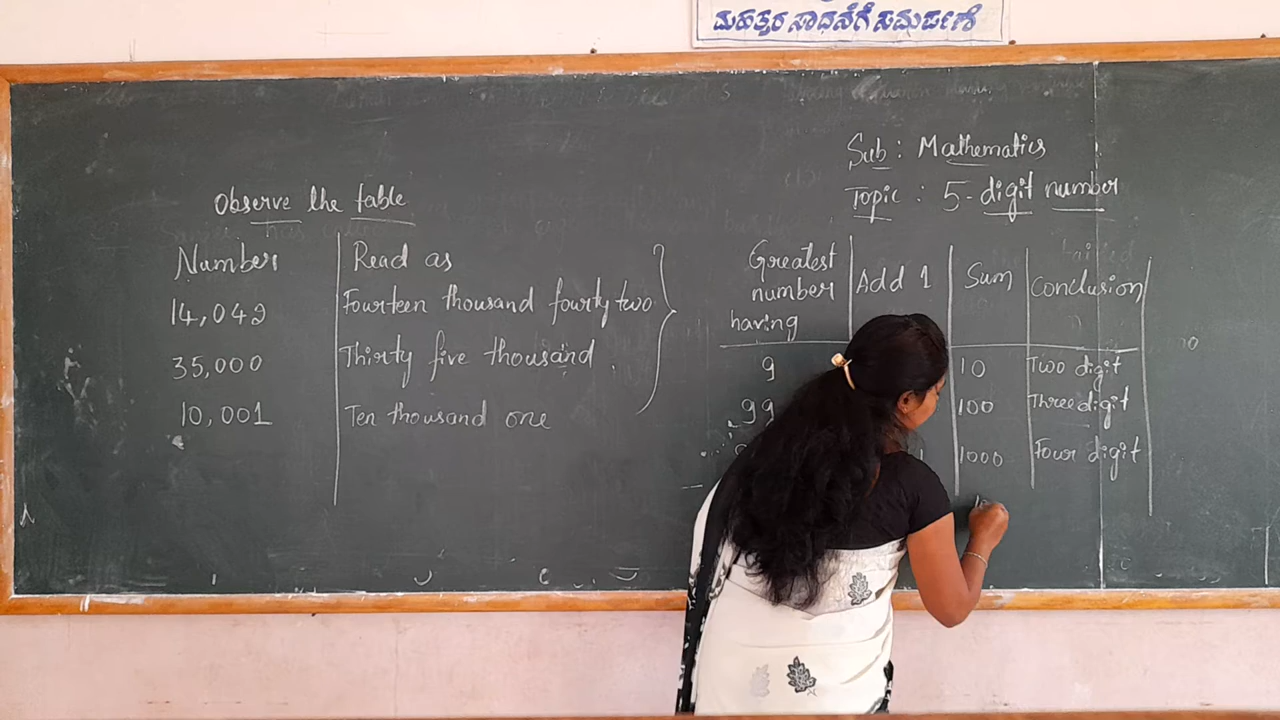 ಮಹತ್ತರ ಸಾಧನೆಗೆ ಸಮರ್ಪಣೆ
Sub : Mathematics
Topic : 5-digit number
Observe the table
Number Read as
14,042 Fourteen thousand fourty two
35,000 Thirty five thousand.
10,001 Ten thousand one
Greatest number having Add 1 Sum Conclusion
9 10 Two digit
99 100 Three digit
1000 Four digit